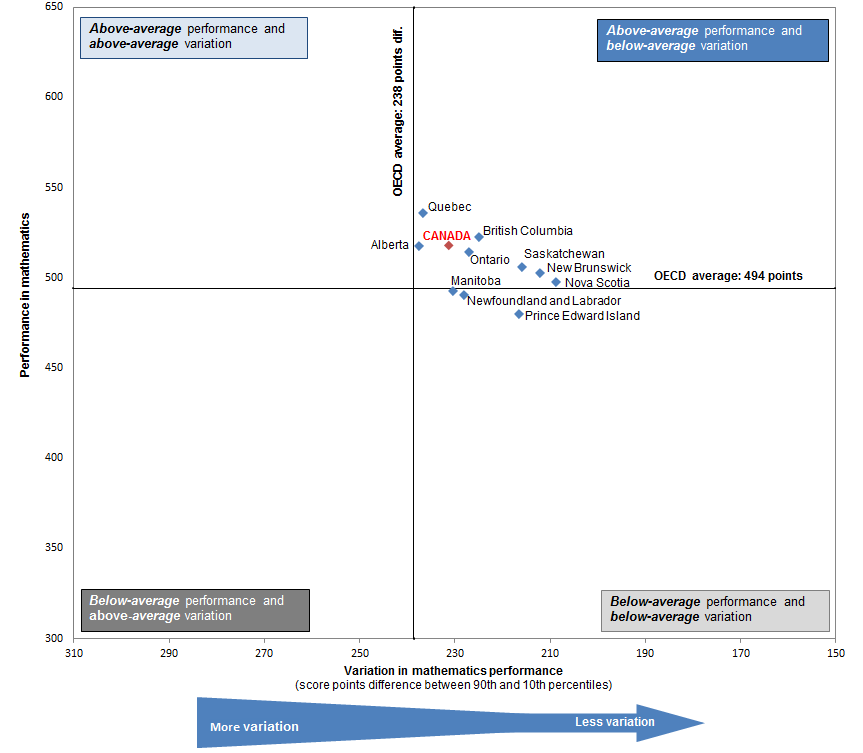 650
600
550
500
450
400
350
300
Performance in mathematics
Above-average performance and
above-average variation
OECD average: 238 points dif.
Above-average performance and
below-average variation
Quebec
CANADA
British Columbia
Alberta
Ontario
Saskatchewan
New Brunswick
Nova Scotia
OECD average: 494 points
Manitoba
Newfoundland and Labrador
Prince Edward Island
Below-average performance and
above-average variation
Below-average performance and
below-average variation
310
290
270
250
230
210
190
170
150
Variation in mathematics performance
(score points difference between 90th and 10th percentiles)
More variation
Less variation